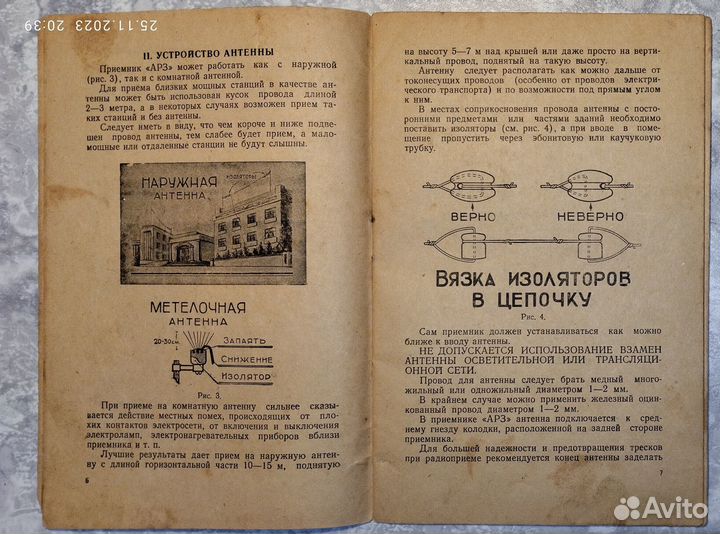 25.11.2023 20:39
II. УСТРОЙСТВО АНТЕННЫ
Приемник «АРЗ» может работать как с наружной
(рис. 3), так и с комнатной антенной.
Для приема близких мощных станций в качестве ан-
тенны может быть использован кусок провода длиной
2—3 метра, а в некоторых случаях возможен прием та-
ких станций и без антенны.
Следует иметь в виду, что чем короче и ниже подве-
шен провод антенны, тем слабее будет прием, а мало-
мощные или отдаленные станции не будут слышны.
НАРУЖНАЯ
АНТЕННА
ИЗОЛЯТОРЫ
МЕТЕЛОЧНАЯ
АНТЕННА
20-30см.
ЗАПАЯТЬ
СНИЖЕНИЕ
ИЗОЛЯТОР
Рис. 3.
При приеме на комнатную антенну сильнее сказы-
вается действие местных помех, происходящих от пло-
хих контактов электросети, от включения и выключения
электроламп, электронагревательных приборов вблизи
приемника и т. п.
Лучшие результаты дает прием на наружную антен-
ну с длиной горизонтальной части 10—15 м, поднятую
6
на высоту 5—7 м над крышей или даже просто на верти-
кальный провод, поднятый на такую высоту.
Антенну следует располагать как можно дальше от
токонесущих проводов (особенно от проводов электри-
ческого транспорта) и по возможности под прямым углом
к ним.
В местах соприкосновения провода антенны с посто-
ронними предметами или частями зданий необходимо
поставить изоляторы (см. рис. 4), а при вводе в поме-
щение пропустить через эбонитовую или каучуковую
трубку.
ВЕРНО
НЕВЕРНО
ВЯЗКА ИЗОЛЯТОРОВ
В ЦЕПОЧКУ
Рис. 4.
Сам приемник должен устанавливаться как можно
ближе к вводу антенны.
НЕ ДОПУСКАЕТСЯ ИСПОЛЬЗОВАНИЕ ВЗАМЕН
АНТЕННЫ ОСВЕТИТЕЛЬНОЙ ИЛИ ТРАНСЛЯЦИ-
ОННОЙ СЕТИ.
Провод для антенны следует брать медный много-
жильный или одножильный диаметром 1—2 мм.
В крайнем случае можно применить железный оцин-
кованный провод диаметром 1—2 мм.
В приемнике «АРЗ» антенна подключается к сред-
нему гнезду колодки, расположенной на задней стороне
приемника.
Для большей надежности и предотвращения тресков
при радиоприеме рекомендуется конец антенны заделать
7
Avito